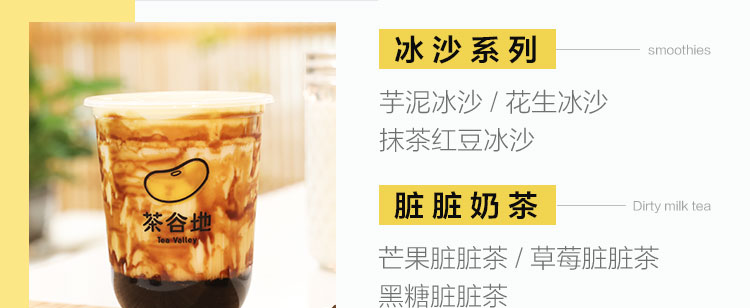 茶谷地
Tea Valley
冰沙系列
smoothies
芋泥冰沙 / 花生冰沙
抹茶红豆冰沙
脏脏奶茶
Dirty milk tea
芒果脏脏茶 / 草莓脏脏茶
黑糖脏脏茶